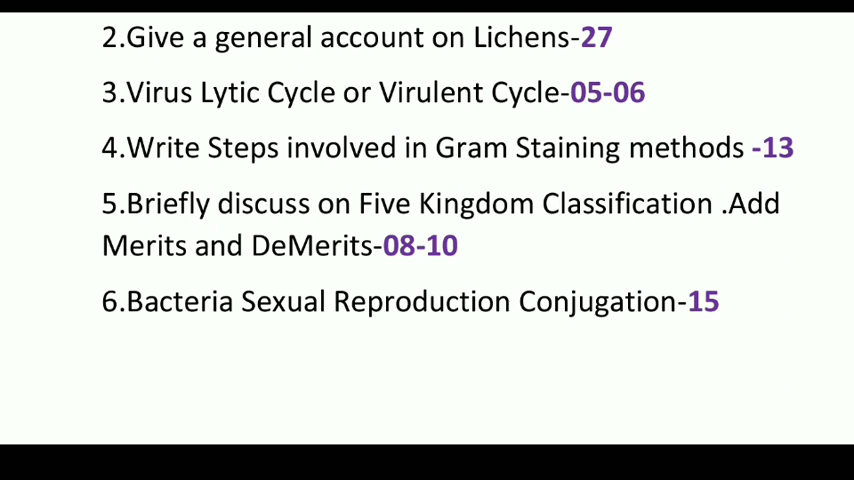 2.Give a general account on Lichens-27
3.Virus Lytic Cycle or Virulent Cycle-05-06
4.Write Steps involved in Gram Staining methods -13
5.Briefly discuss on Five Kingdom Classification .Add
Merits and DeMerits-08-10
6.Bacteria Sexual Reproduction Conjugation-15